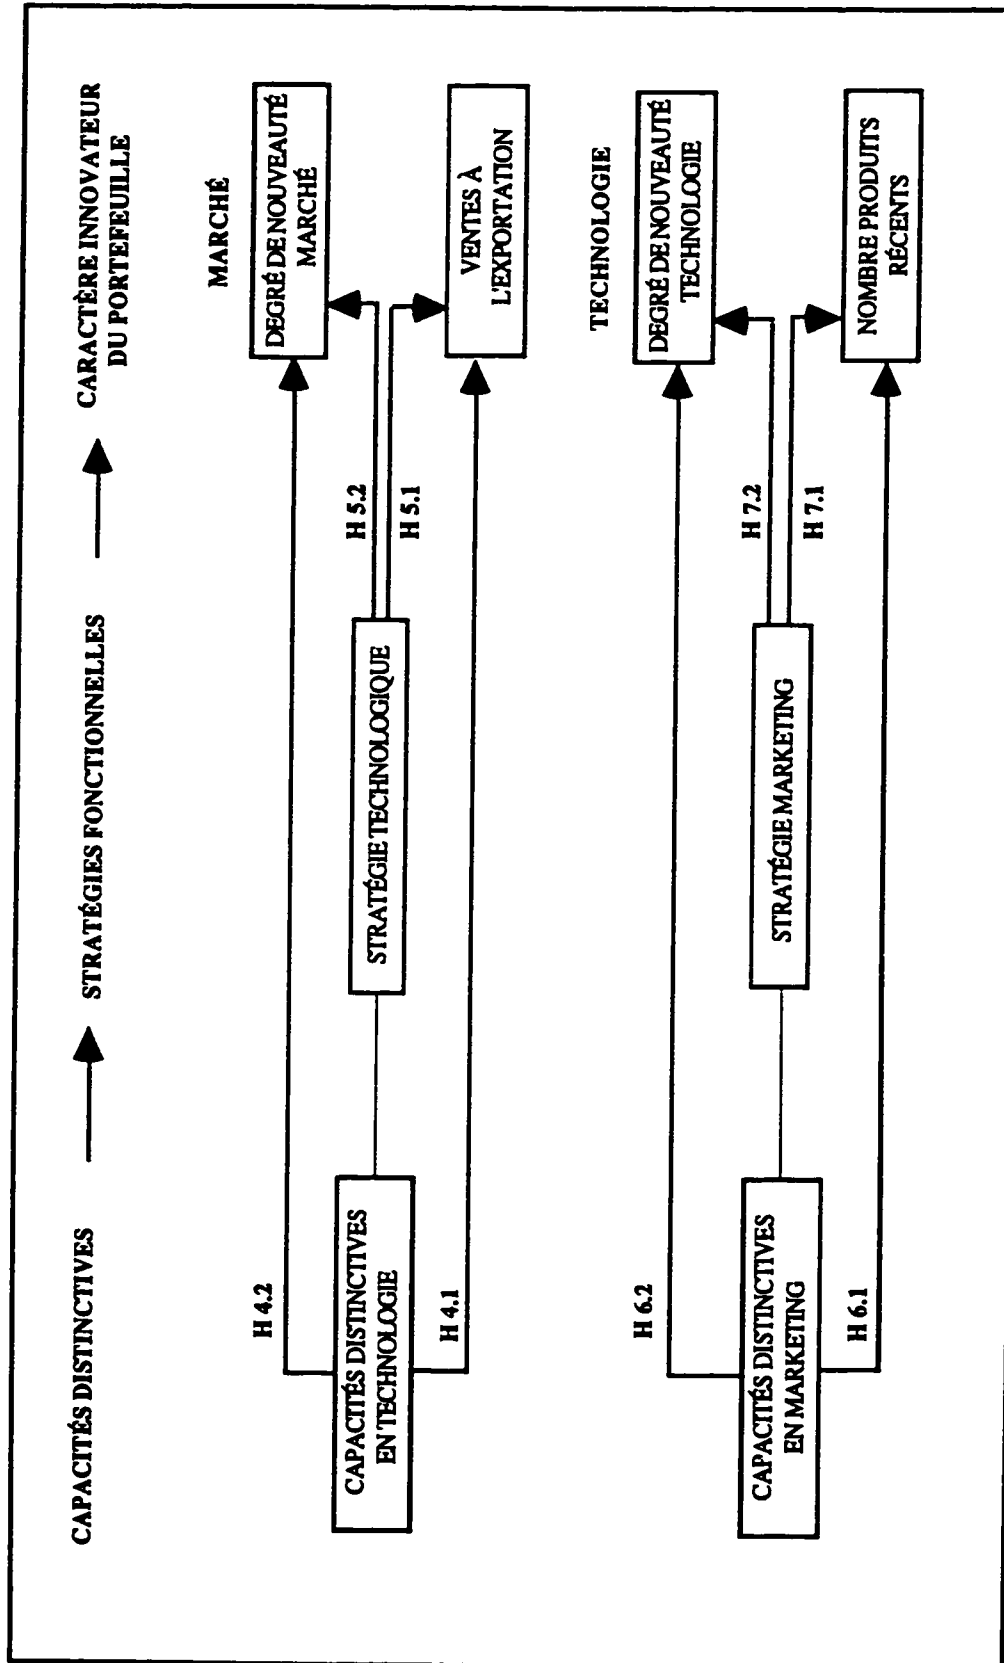 CAPACITÉS DISTINCTIVES
STRATÉGIES FONCTIONNELLES
CARACTÈRE INNOVATEUR
DU PORTEFEUILLE
MARCHÉ
H 4.2
DEGRÉ DE NOUVEAUTÉ
MARCHÉ
CAPACITÉS DISTINCTIVES
EN TECHNOLOGIE
STRATÉGIE TECHNOLOGIQUE
H 5.2
H 5.1
H 4.1
VENTES À
L'EXPORTATION
TECHNOLOGIE
H 6.2
DEGRÉ DE NOUVEAUTÉ
TECHNOLOGIE
CAPACITÉS DISTINCTIVES
EN MARKETING
STRATÉGIE MARKETING
H 7.2
H 7.1
H 6.1
NOMBRE PRODUITS
RÉCENTS